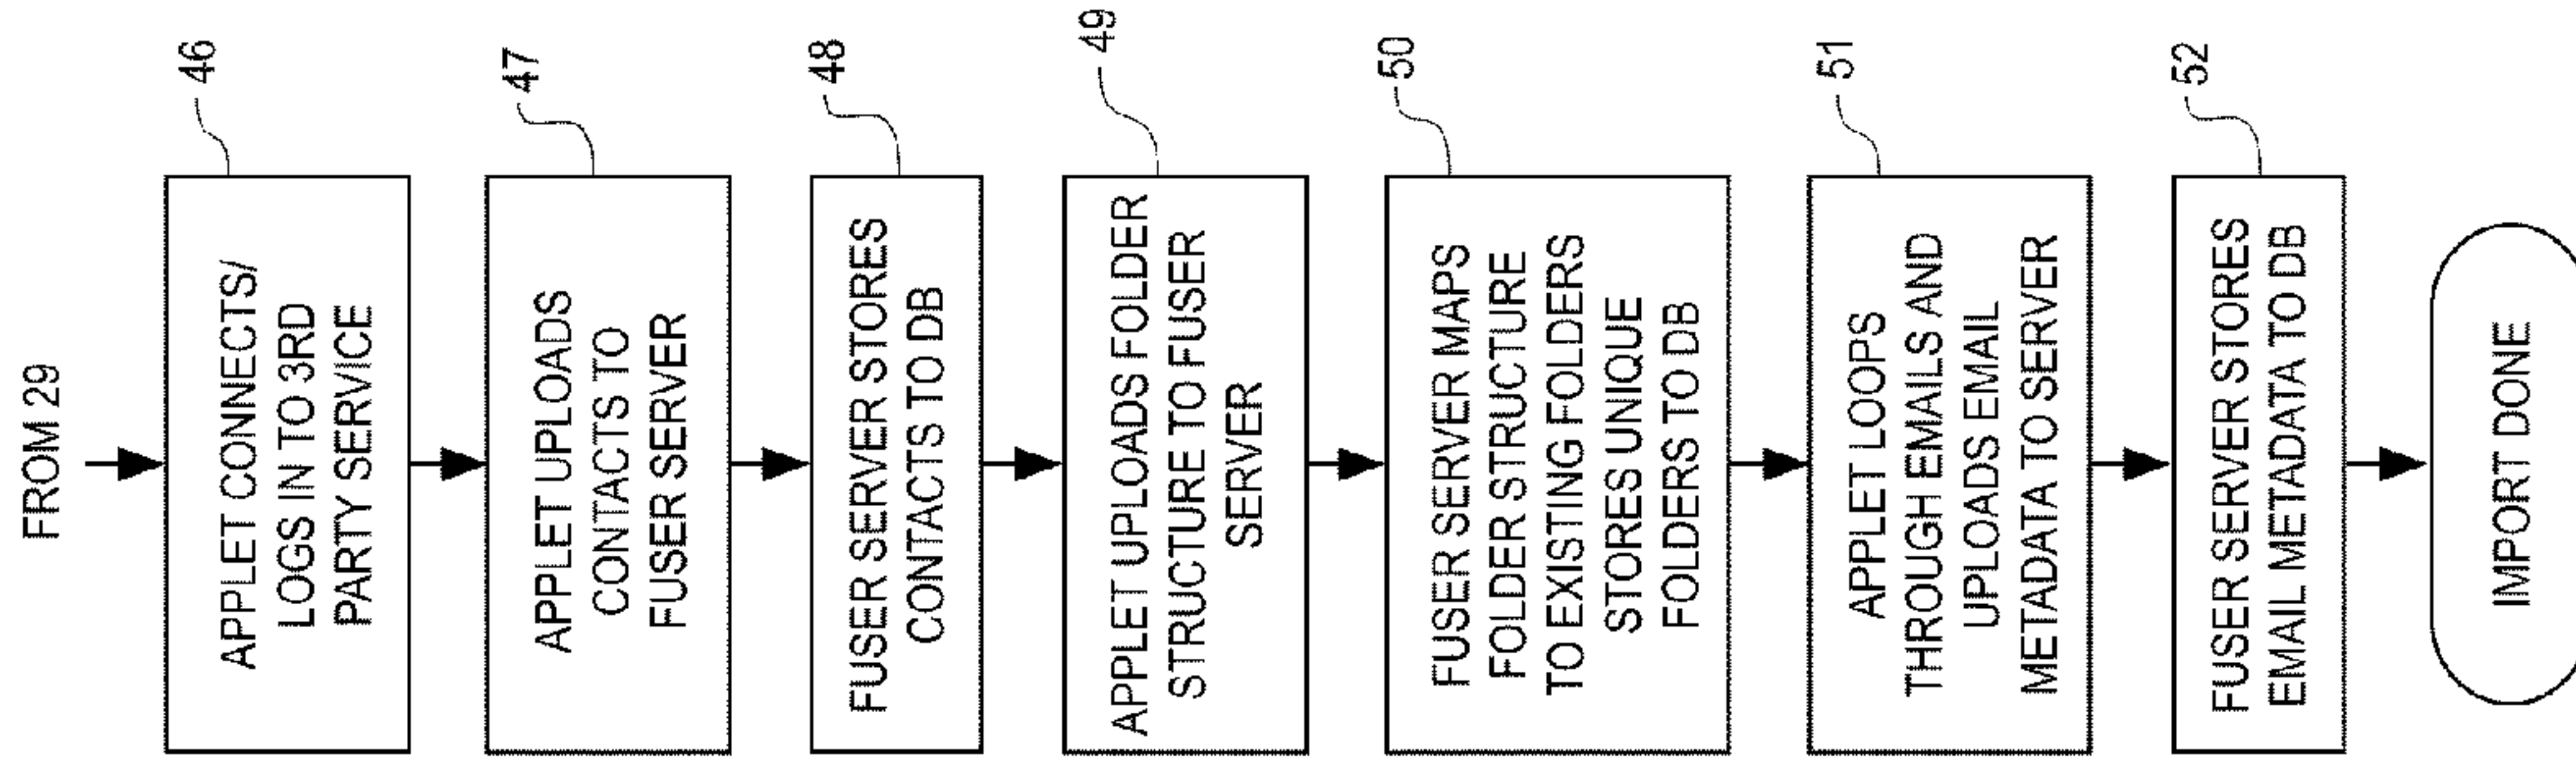 FROM 29
46
APPLET CONNECTS/
LOGS IN TO 3RD
PARTY SERVICE
47
APPLET UPLOADS
CONTACTS TO
FUSER SERVER
48
FUSER SERVER STORES
CONTACTS TO DB
49
APPLET UPLOADS FOLDER
STRUCTURE TO FUSER
SERVER
50
FUSER SERVER MAPS
FOLDER STRUCTURE
TO EXISTING FOLDERS
STORES UNIQUE
FOLDERS TO DB
51
APPLET LOOPS
THROUGH EMAILS AND
UPLOADS EMAIL
METADATA TO SERVER
52
FUSER SERVER STORES
EMAIL METADATA TO DB
IMPORT DONE